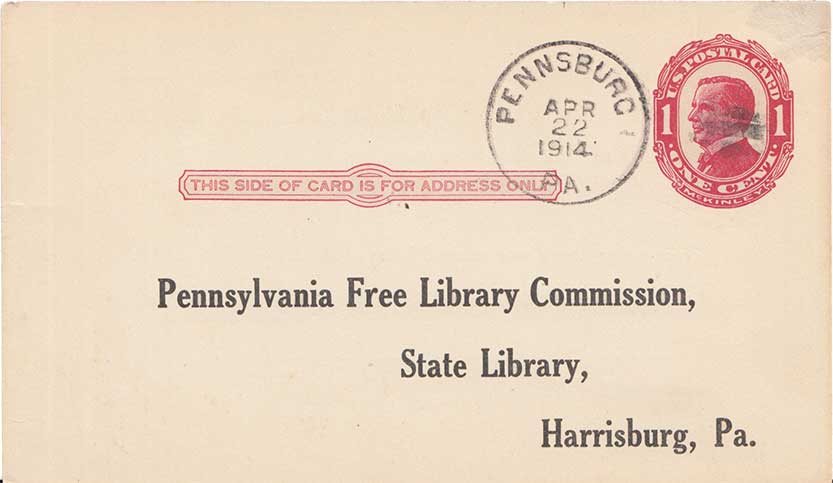 PENNSBURG
APR
22
1914
PA.
U.S. POSTAL CARD
1 1
· ONE CENT ·
McKINLEY
THIS SIDE OF CARD IS FOR ADDRESS ONLY
Pennsylvania Free Library Commission,
State Library,
Harrisburg, Pa.